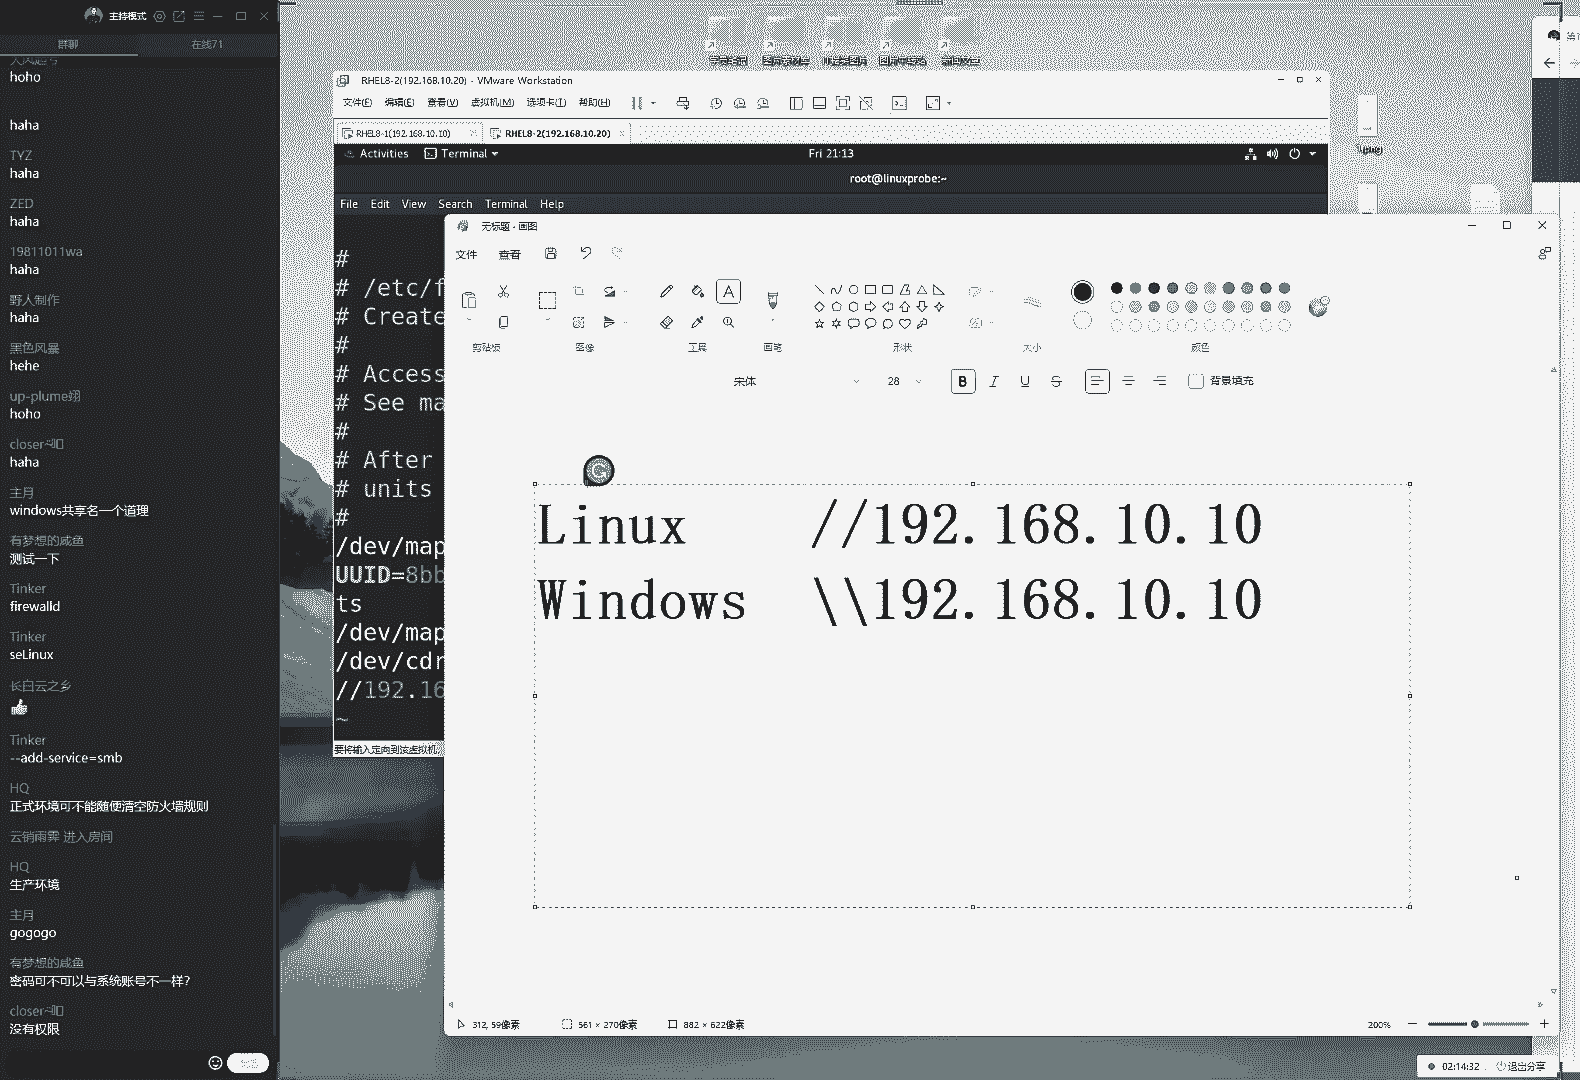 主持模式
群聊
在线71
hoho
haha
TYZ
haha
ZED
haha
19811011wa
haha
野人制作
haha
黑色风暴
hehe
up-plume翊
hoho
haha
主月
windows共享名一个道理
有梦想的咸鱼
测试一下
Tinker
firewalld
Tinker
seLinux
长白云之乡
Tinker
--add-service=smb
HQ
正式环境可不能随便清空防火墙规则
云销雨霁 进入房间
HQ
生产环境
主月
gogogo
有梦想的咸鱼
密码可不可以与系统账号不一样?
没有权限
RHEL8-2(192.168.10.20) - VMware Workstation
文件(F) 编辑(E) 查看(V) 虚拟机(M) 选项卡(T) 帮助(H)
RHEL8-1(192.168.10.10) RHEL8-2(192.168.10.20)
Activities Terminal Fri 21:13
root@linuxprobe:~
File Edit View Search Terminal Help
#
# /etc/f
# Create
#
# Access
# See ma
#
# After
# units
#
/dev/map
UUID=8bb
ts
/dev/map
/dev/cdr
//192.16
~
要将输入定向到该虚拟机,
无标题 - 画图
文件 查看
剪贴板 图像 工具 画笔 形状 大小 颜色
宋体 28 B I U S 背景填充
Linux //192.168.10.10
Windows \\192.168.10.10
312, 59像素 561 × 270像素 882 × 622像素 200%
02:14:32 退出分享